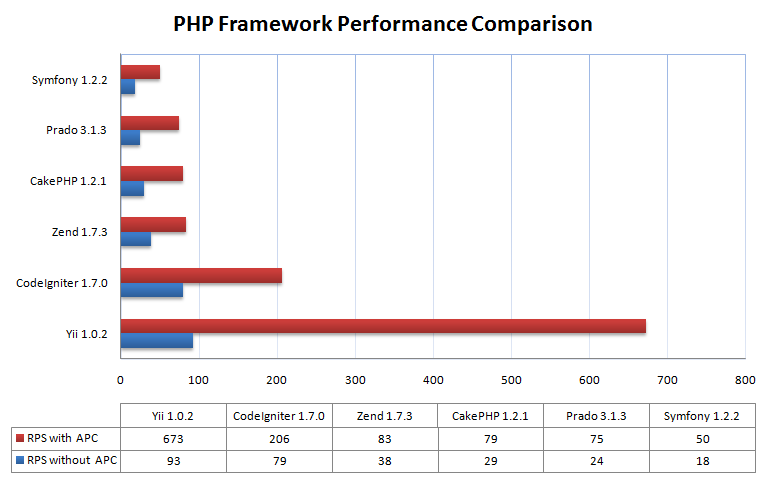 PHP Framework Performance Comparison
Symfony 1.2.2
Prado 3.1.3
CakePHP 1.2.1
Zend 1.7.3
CodeIgniter 1.7.0
Yii 1.0.2
0 100 200 300 400 500 600 700 800
Yii 1.0.2 CodeIgniter 1.7.0 Zend 1.7.3 CakePHP 1.2.1 Prado 3.1.3 Symfony 1.2.2
RPS with APC 673 206 83 79 75 50
RPS without APC 93 79 38 29 24 18